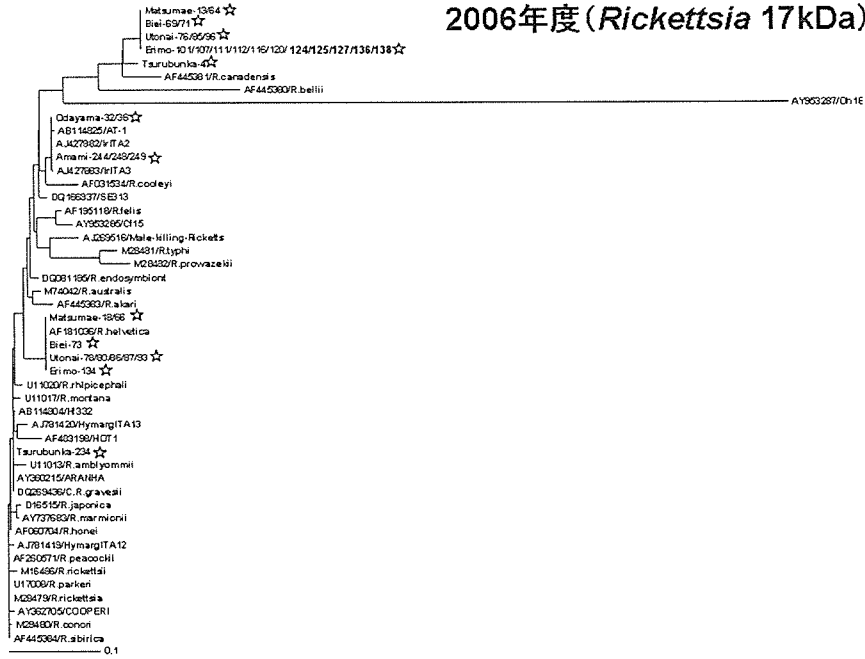 2006年度(Rickettsia 17kDa)
Matsumae-13/64☆
Biei-69/71☆
Utonai-76/85/96☆
Erimo-101/107/111/112/116/120/ 124/125/127/136/138☆
Tsurubunka-4☆
AF445381/R.canadensis
AF445380/R.bellii
AY953287/Oh16
Odayama-32/36☆
AB114825/AT-1
AJ427882/IrITA2
Amami-244/248/249☆
AJ427883/IrITA3
AF031534/R.cooleyi
DQ166937/SE313
AF195118/R.felis
AY953285/Cf15
AJ269516/Male-killing-Ricketts
M28481/R.typhi
M28482/R.prowazekii
DQ081185/R.endosymbiont
M74042/R.australis
AF445383/R.akari
Matsumae-18/66☆
AF181036/R.helvetica
Biei-73☆
Utonai-78/80/86/87/93☆
Erimo-134☆
U11020/R.rhipicephali
U11017/R.montana
AB114804/Hf332
AJ781420/HymargITA13
AF483196/HOT1
Tsurubunka-234☆
U11013/R.amblyommii
AY360215/ARANHA
DQ269436/C.R.gravesii
D16515/R.japonica
AY737683/R.marmionii
AF060704/R.honei
AJ781419/HymargITA12
AF260571/R.peacockii
M16486/R.rickettsii
U17008/R.parkeri
M28479/R.rickettsia
AY362705/COOPERI
M28480/R.conori
AF445384/R.sibirica
0.1